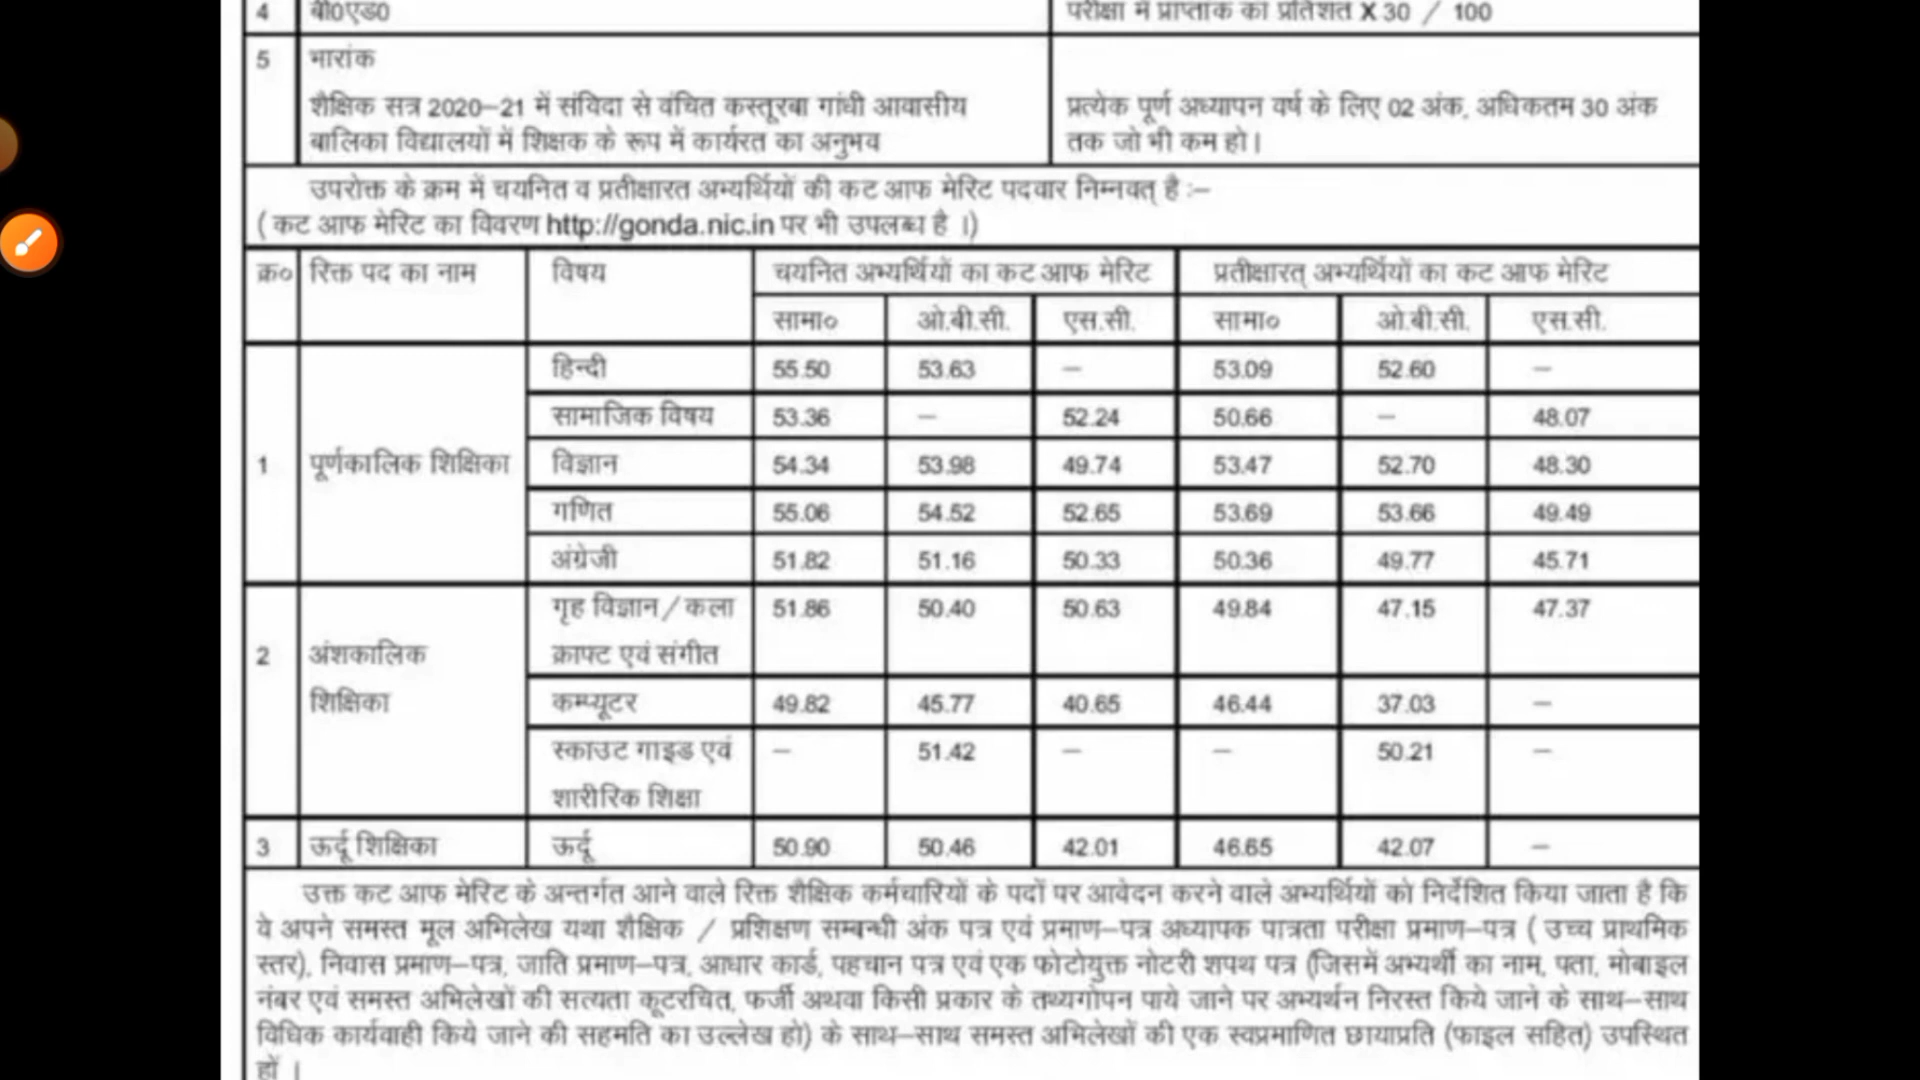 4 बी0एड0 परीक्षा में प्राप्तांक का प्रतिशत X 30 / 100
5 भारांक
शैक्षिक सत्र 2020–21 में संविदा से वंचित कस्तूरबा गांधी आवासीय प्रत्येक पूर्ण अध्यापन वर्ष के लिए 02 अंक, अधिकतम 30 अंक
बालिका विद्यालयों में शिक्षक के रूप में कार्यरत का अनुभव तक जो भी कम हो।
उपरोक्त के क्रम में चयनित व प्रतीक्षारत अभ्यर्थियों की कट आफ मेरिट पदवार निम्नवत् है :–
( कट आफ मेरिट का विवरण http://gonda.nic.in पर भी उपलब्ध है ।)
क्र० रिक्त पद का नाम विषय चयनित अभ्यर्थियों का कट आफ मेरिट प्रतीक्षारत् अभ्यर्थियों का कट आफ मेरिट
सामा० ओ.बी.सी. एस.सी. सामा० ओ.बी.सी. एस.सी.
हिन्दी 55.50 53.63 – 53.09 52.60 –
सामाजिक विषय 53.36 – 52.24 50.66 – 48.07
1 पूर्णकालिक शिक्षिका विज्ञान 54.34 53.98 49.74 53.47 52.70 48.30
गणित 55.06 54.52 52.65 53.69 53.66 49.49
अंग्रेजी 51.82 51.16 50.33 50.36 49.77 45.71
गृह विज्ञान / कला 51.86 50.40 50.63 49.84 47.15 47.37
2 अंशकालिक क्राफ्ट एवं संगीत
शिक्षिका कम्प्यूटर 49.82 45.77 40.65 46.44 37.03 –
स्काउट गाइड एवं – 51.42 – – 50.21 –
शारीरिक शिक्षा
3 ऊर्दू शिक्षिका ऊर्दू 50.90 50.46 42.01 46.65 42.07 –
उक्त कट आफ मेरिट के अन्तर्गत आने वाले रिक्त शैक्षिक कर्मचारियों के पदों पर आवेदन करने वाले अभ्यर्थियों को निर्देशित किया जाता है कि
वे अपने समस्त मूल अभिलेख यथा शैक्षिक / प्रशिक्षण सम्बन्धी अंक पत्र एवं प्रमाण–पत्र अध्यापक पात्रता परीक्षा प्रमाण–पत्र ( उच्च प्राथमिक
स्तर), निवास प्रमाण–पत्र, जाति प्रमाण–पत्र, आधार कार्ड, पहचान पत्र एवं एक फोटोयुक्त नोटरी शपथ पत्र (जिसमें अभ्यर्थी का नाम, पता, मोबाइल
नंबर एवं समस्त अभिलेखों की सत्यता कूटरचित, फर्जी अथवा किसी प्रकार के तथ्यगोपन पाये जाने पर अभ्यर्थन निरस्त किये जाने के साथ–साथ
विधिक कार्यवाही किये जाने की सहमति का उल्लेख हो) के साथ–साथ समस्त अभिलेखों की एक स्वप्रमाणित छायाप्रति (फाइल सहित) उपस्थित
हों ।